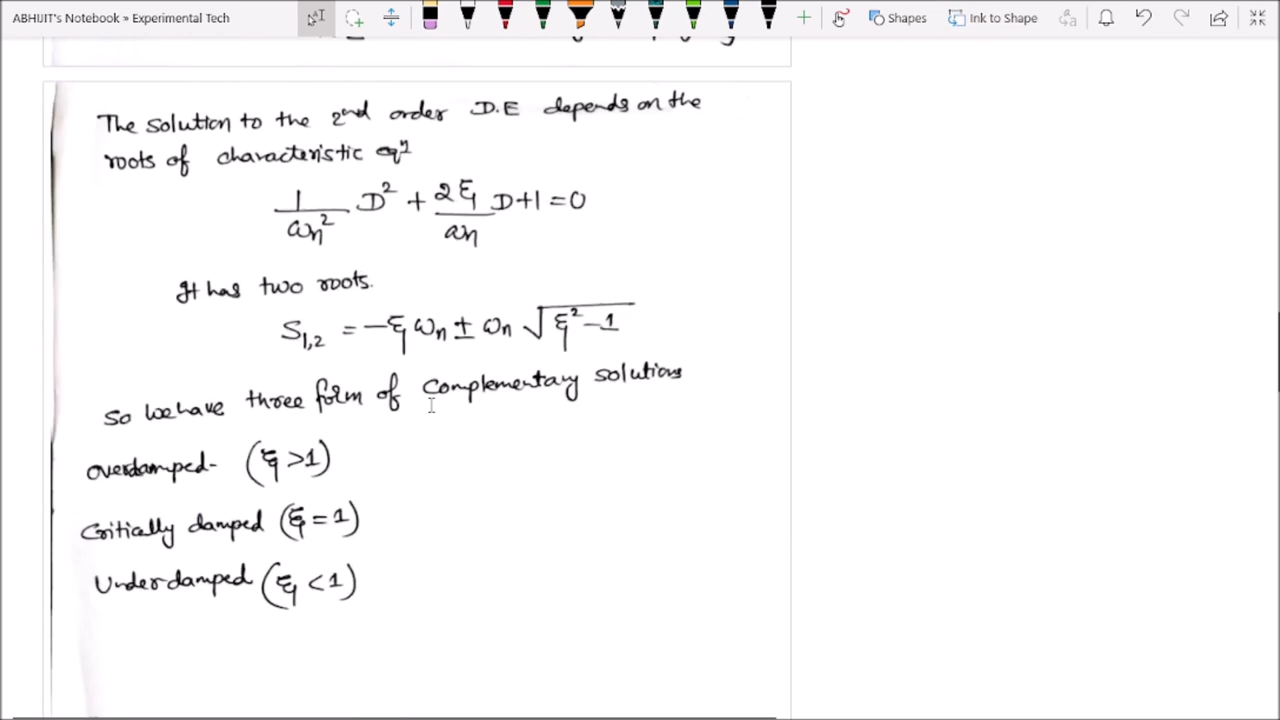 ABHIJIT's Notebook » Experimental Tech
Shapes
Ink to Shape
The solution to the 2nd order D.E depends on the
roots of characteristic eqn
1/ωn² D² + 2ξ/ωn D+1 = 0
It has two roots.
S1,2 = -ξωn ± ωn √(ξ² - 1)
So we have three form of Complementary solutions
overdamped- (ξ >1)
Critically damped (ξ = 1)
Underdamped (ξ < 1)